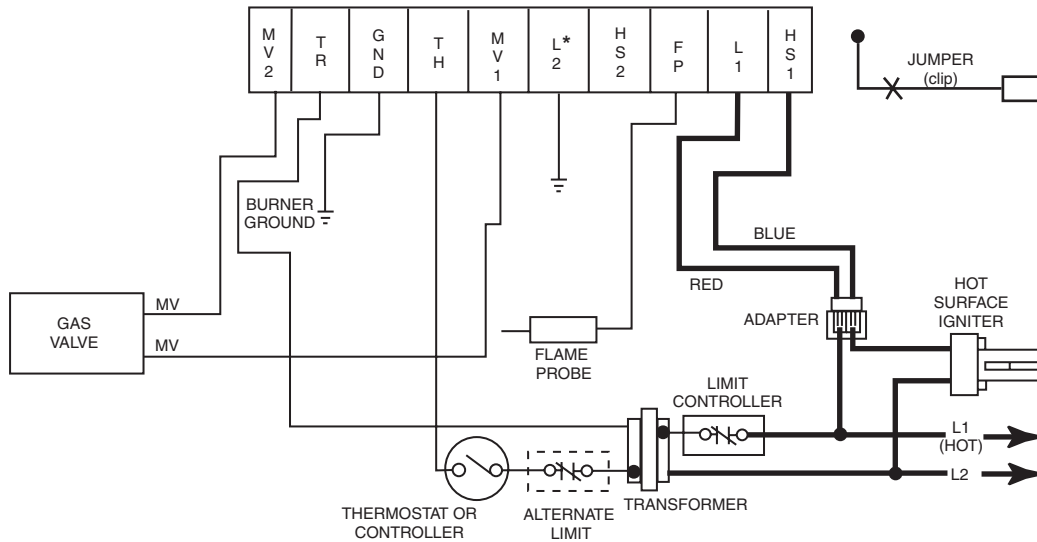 MV2
TR
GND
TH
MV1
L2*
HS2
FP
L1
HS1
JUMPER
(clip)
BURNER
GROUND
BLUE
RED
MV
MV
GAS
VALVE
FLAME
PROBE
ADAPTER
HOT
SURFACE
IGNITER
LIMIT
CONTROLLER
L1
(HOT)
L2
TRANSFORMER
THERMOSTAT OR
CONTROLLER
ALTERNATE
LIMIT